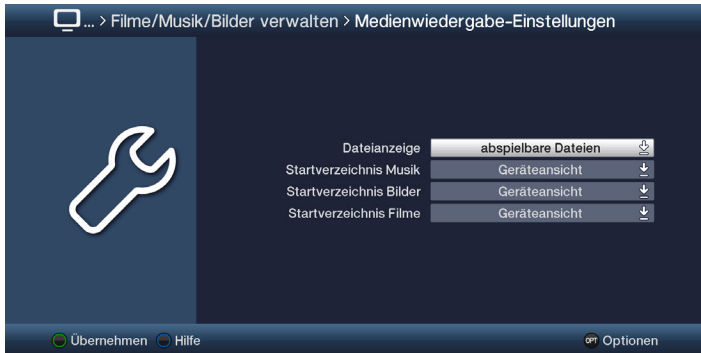 ... > Filme/Musik/Bilder verwalten > Medienwiedergabe-Einstellungen
Dateianzeige abspielbare Dateien
Startverzeichnis Musik Geräteansicht
Startverzeichnis Bilder Geräteansicht
Startverzeichnis Filme Geräteansicht
Übernehmen Hilfe OPT Optionen